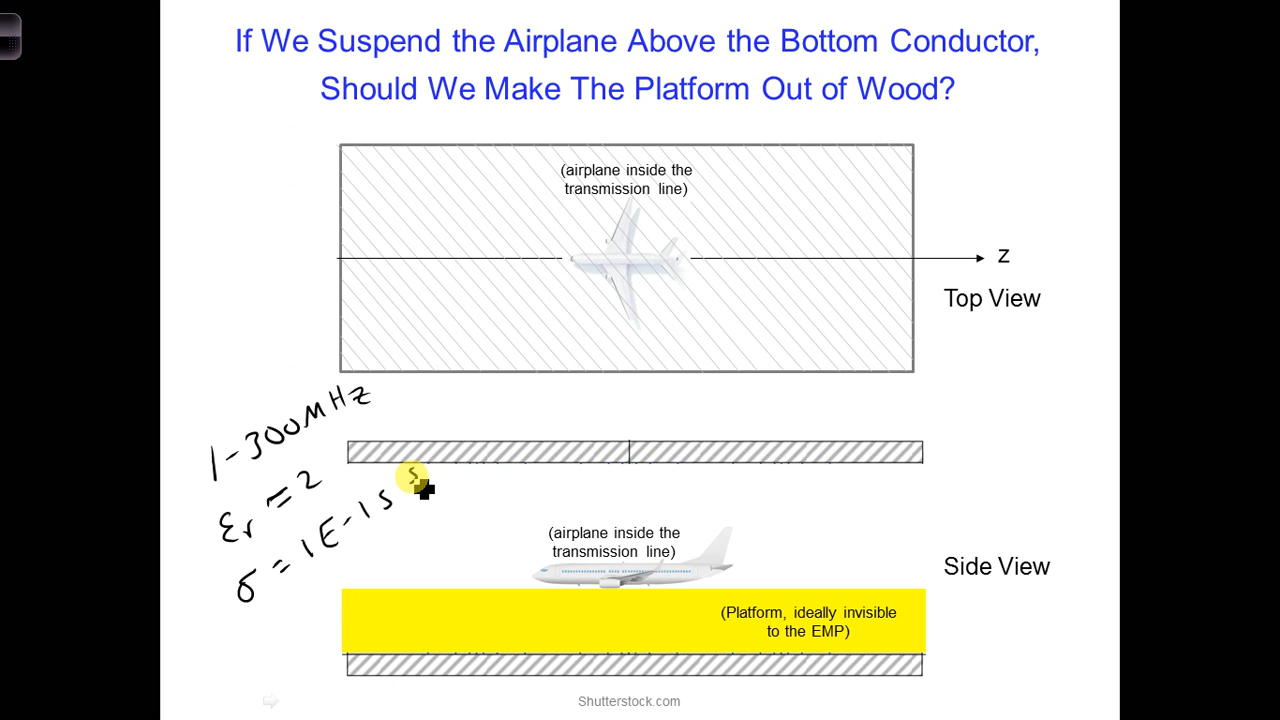 If We Suspend the Airplane Above the Bottom Conductor,
Should We Make The Platform Out of Wood?
(airplane inside the
transmission line)
z
Top View
1-300MHz
εr ≈ 2
σ = 1E-15 s
(airplane inside the
transmission line)
Side View
(Platform, ideally invisible
to the EMP)
Shutterstock.com